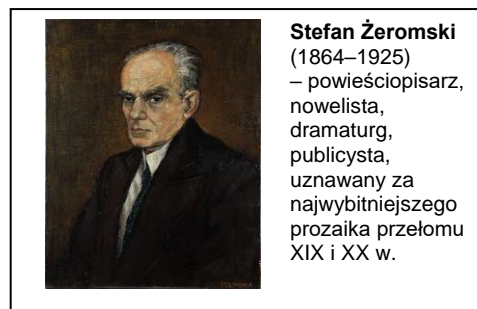 Stefan Żeromski
(1864–1925)
– powieściopisarz,
nowelista,
dramaturg,
publicysta,
uznawany za
najwybitniejszego
prozaika przełomu
XIX i XX w.